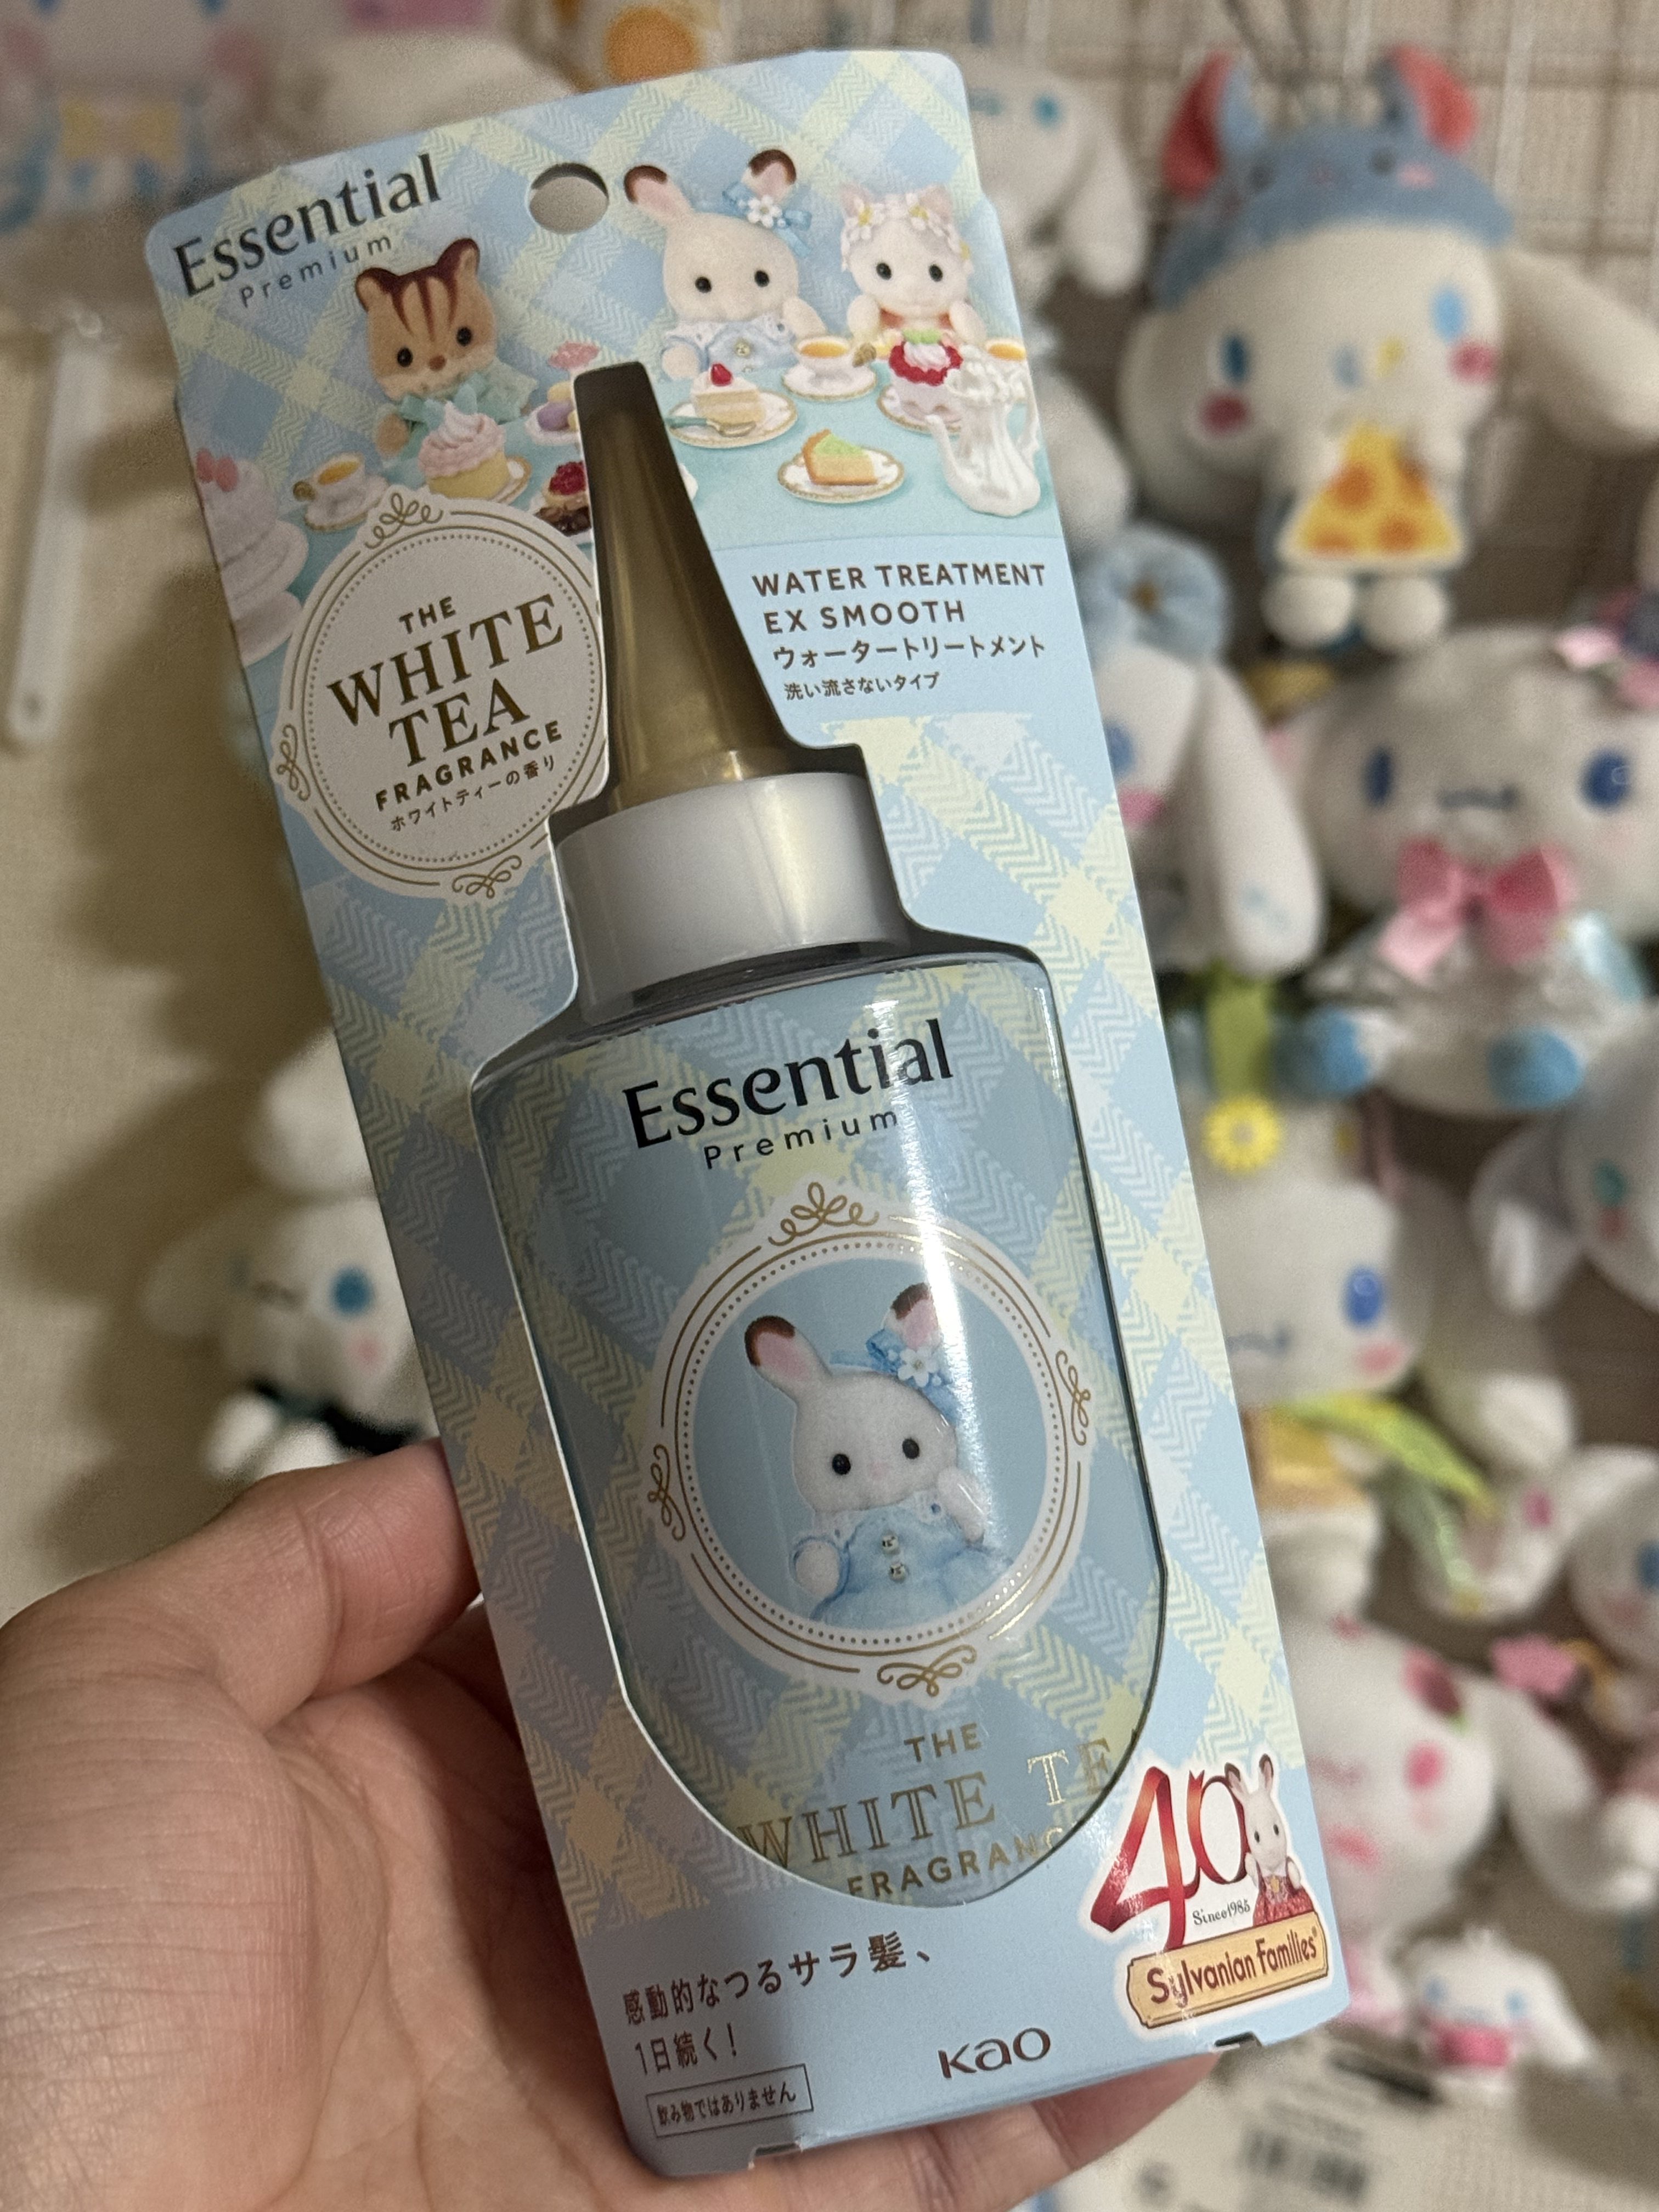 Essential
Premium
THE
WHITE
TEA
FRAGRANCE
ホワイトティーの香り
WATER TREATMENT
EX SMOOTH
ウォータートリートメント
洗い流さないタイプ
Essential
Premium
THE
WHITE TE
FRAGRANC
40
Since1985
Sylvanian Families
感動的なつるサラ髪、
1日続く!
飲み物ではありません
Kao